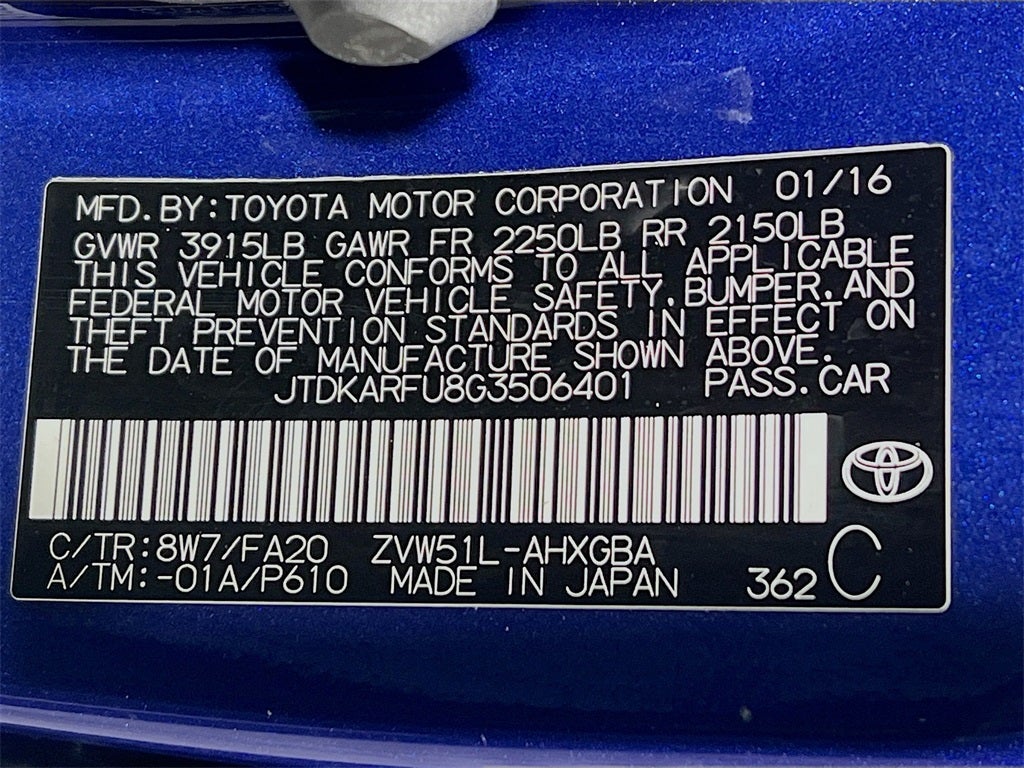 MFD.BY:TOYOTA MOTOR CORPORATION 01/16
GVWR 3915LB GAWR FR 2250LB RR 2150LB
THIS VEHICLE CONFORMS TO ALL APPLICABLE
FEDERAL MOTOR VEHICLE SAFETY,BUMPER,AND
THEFT PREVENTION STANDARDS IN EFFECT ON
THE DATE OF MANUFACTURE SHOWN ABOVE.
JTDKARFU8G3506401 PASS.CAR
C/TR:8W7/FA20 ZVW51L-AHXGBA
A/TM:-01A/P610 MADE IN JAPAN 362 C